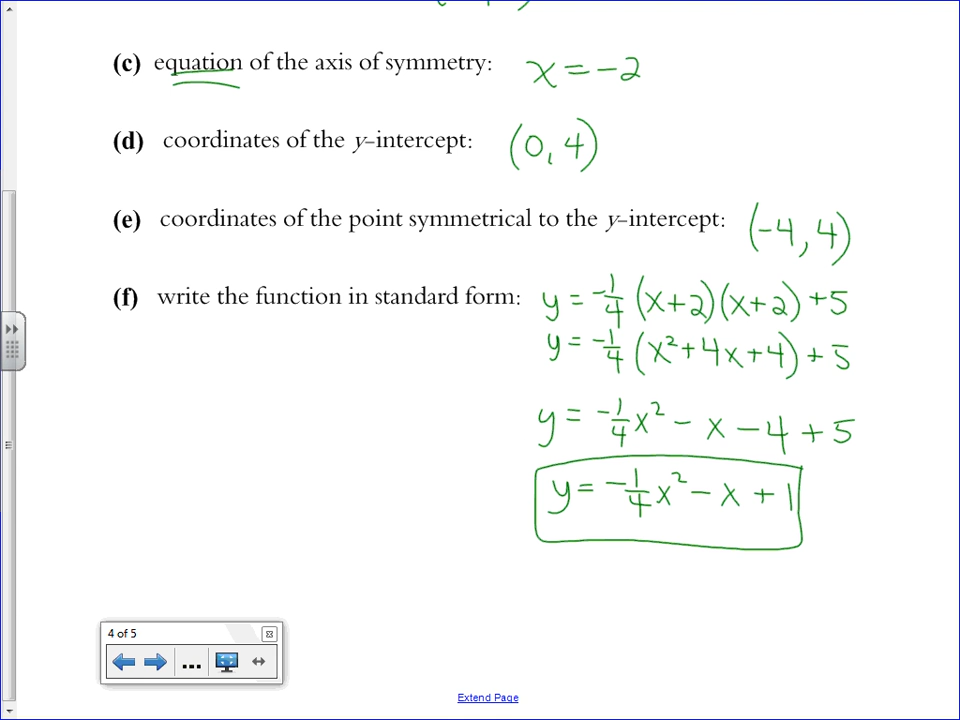 (c) equation of the axis of symmetry: x = -2
(d) coordinates of the y-intercept: (0, 4)
(e) coordinates of the point symmetrical to the y-intercept: (-4, 4)
(f) write the function in standard form: y = -1/4 (x+2)(x+2) + 5
y = -1/4 (x² + 4x + 4) + 5
y = -1/4 x² - x - 4 + 5
y = -1/4 x² - x + 1
4 of 5
...
Extend Page